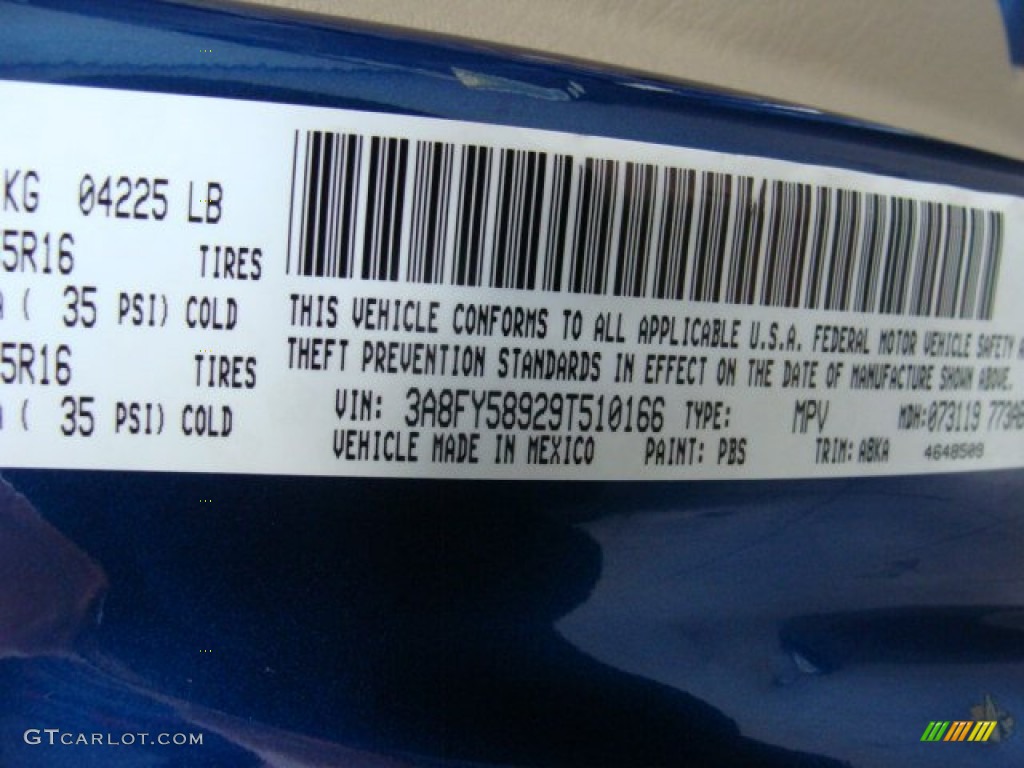 KG 04225 LB
5R16 TIRES
( 35 PSI) COLD
5R16 TIRES
( 35 PSI) COLD
THIS VEHICLE CONFORMS TO ALL APPLICABLE U.S.A. FEDERAL MOTOR VEHICLE SAFETY
THEFT PREVENTION STANDARDS IN EFFECT ON THE DATE OF MANUFACTURE SHOWN ABOVE.
VIN: 3A8FY58929T510166 TYPE: MPV MDH:073119 773A
VEHICLE MADE IN MEXICO PAINT: PBS TRIM: ABKA 4648509
GTCARLOT.COM